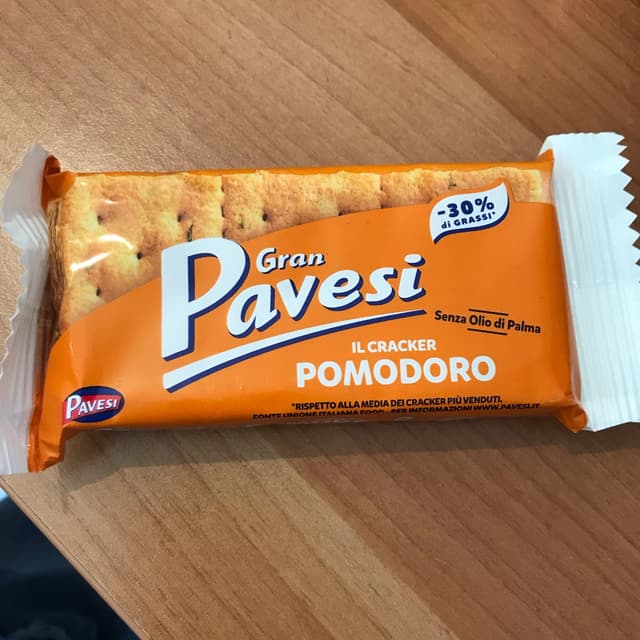 -30%
di GRASSI*
Gran
Pavesi
Senza Olio di Palma
IL CRACKER
POMODORO
PAVESI
*RISPETTO ALLA MEDIA DEI CRACKER PIÙ VENDUTI.
FONTE UNIONE ITALIANA FOOD - PER INFORMAZIONI WWW.PAVESI.IT